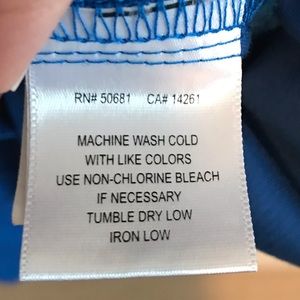 RN# 50681 CA# 14261
MACHINE WASH COLD
WITH LIKE COLORS
USE NON-CHLORINE BLEACH
IF NECESSARY
TUMBLE DRY LOW
IRON LOW